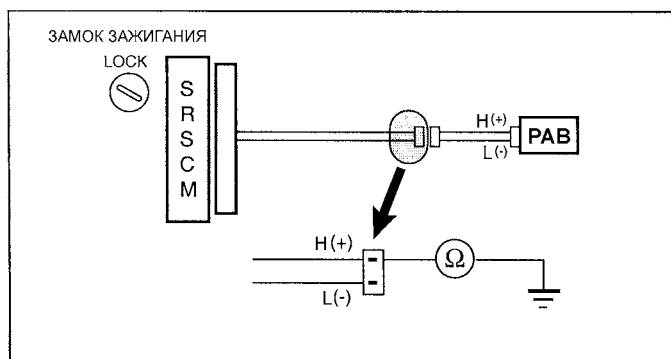 ЗАМОК ЗАЖИГАНИЯ
LOCK
S
R
S
C
M
H(+)
L(-)
PAB
H(+)
L(-)
Ω